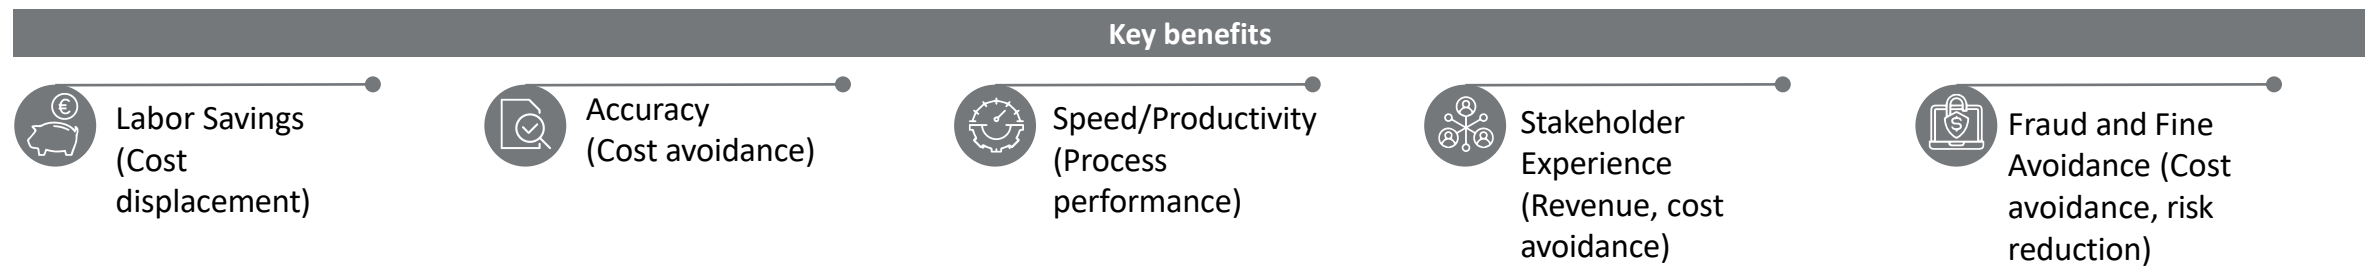 Key benefits
Labor Savings
(Cost
displacement)
Accuracy
(Cost avoidance)
Speed/Productivity
(Process
performance)
Stakeholder
Experience
(Revenue, cost
avoidance)
Fraud and Fine
Avoidance (Cost
avoidance, risk
reduction)